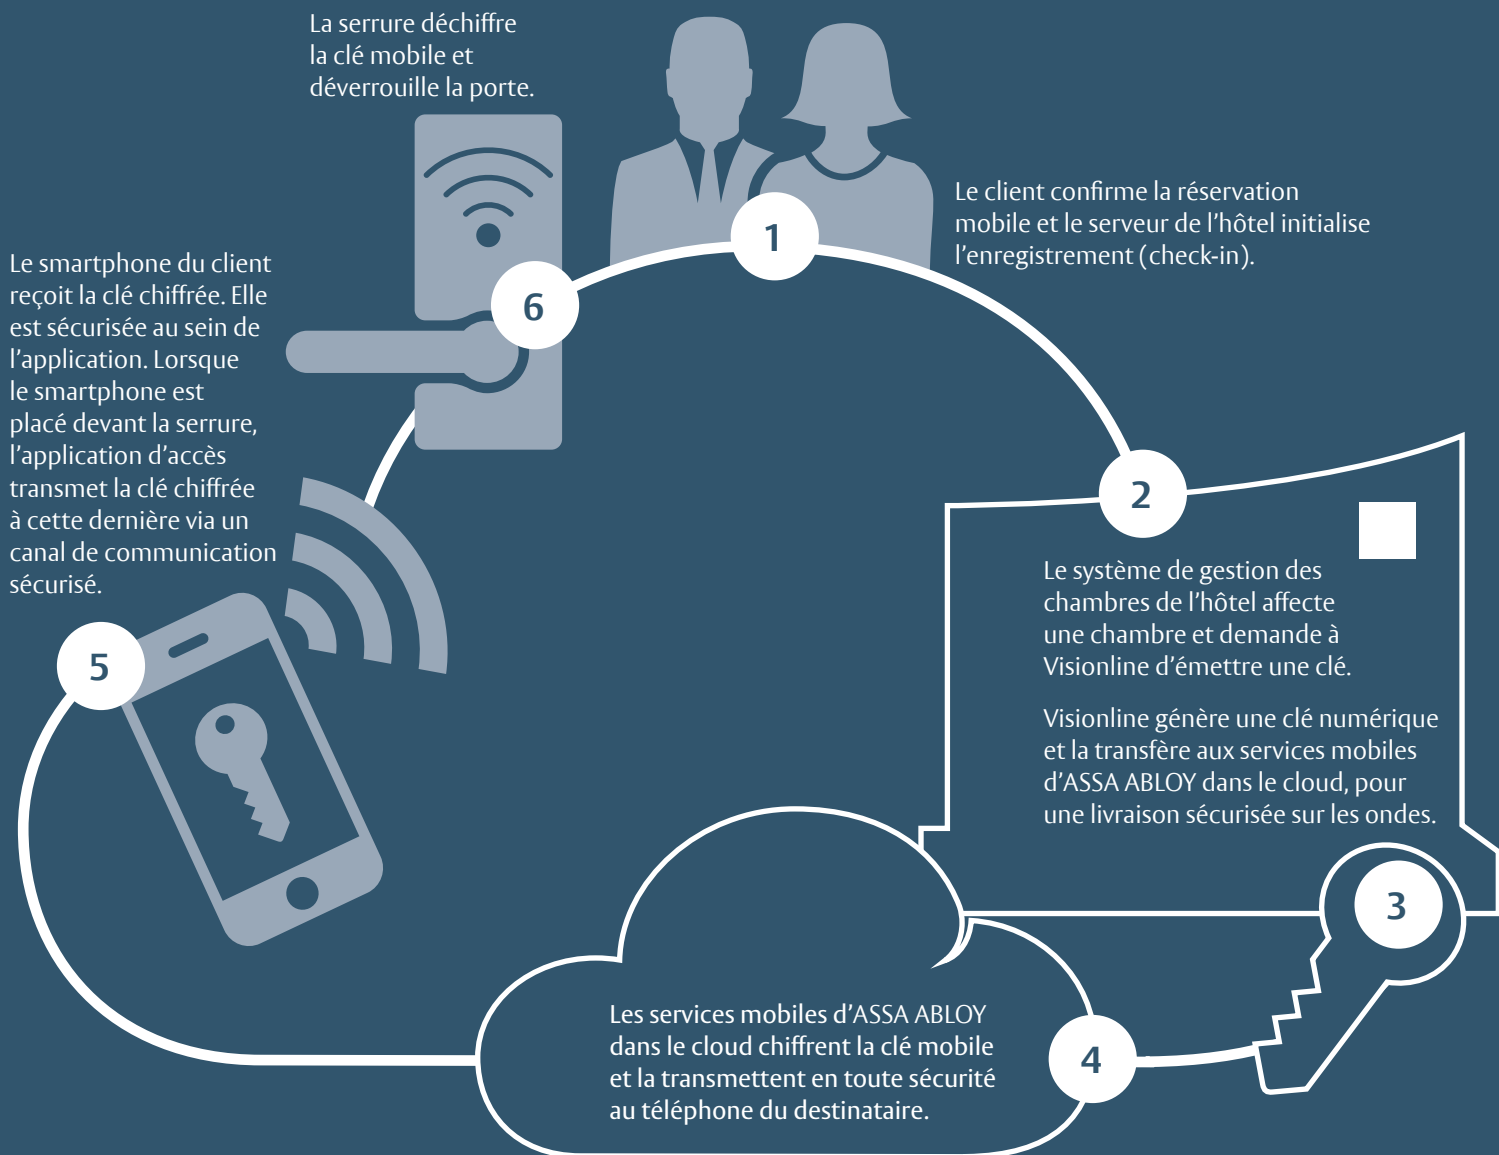 La serrure déchiffre
la clé mobile et
déverrouille la porte.
1
Le client confirme la réservation
mobile et le serveur de l'hôtel initialise
l'enregistrement (check-in).
6
Le smartphone du client
reçoit la clé chiffrée. Elle
est sécurisée au sein de
l'application. Lorsque
le smartphone est
placé devant la serrure,
l'application d'accès
transmet la clé chiffrée
à cette dernière via un
canal de communication
sécurisé.
2
Le système de gestion des
chambres de l'hôtel affecte
une chambre et demande à
Visionline d'émettre une clé.
Visionline génère une clé numérique
et la transfère aux services mobiles
d'ASSA ABLOY dans le cloud, pour
une livraison sécurisée sur les ondes.
5
3
Les services mobiles d'ASSA ABLOY
dans le cloud chiffrent la clé mobile
et la transmettent en toute sécurité
au téléphone du destinataire.
4